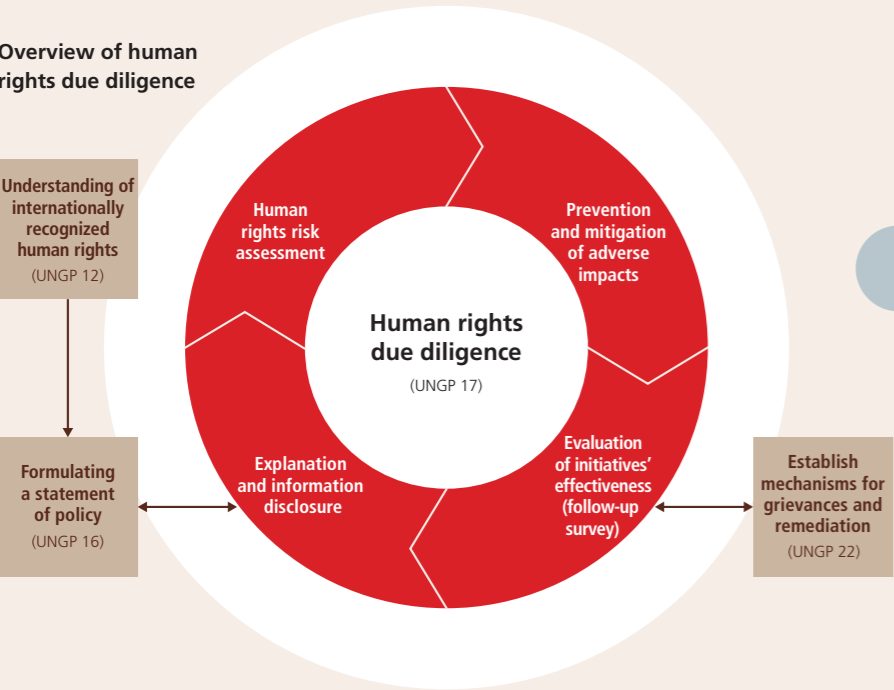 Overview of human
rights due diligence
Understanding of
internationally
recognized
human rights
(UNGP 12)
Formulating
a statement
of policy
(UNGP 16)
Human
rights risk
assessment
Prevention
and mitigation
of adverse
impacts
Human rights
due diligence
(UNGP 17)
Explanation
and information
disclosure
Evaluation
of initiatives’
effectiveness
(follow-up
survey)
Establish
mechanisms for
grievances and
remediation
(UNGP 22)